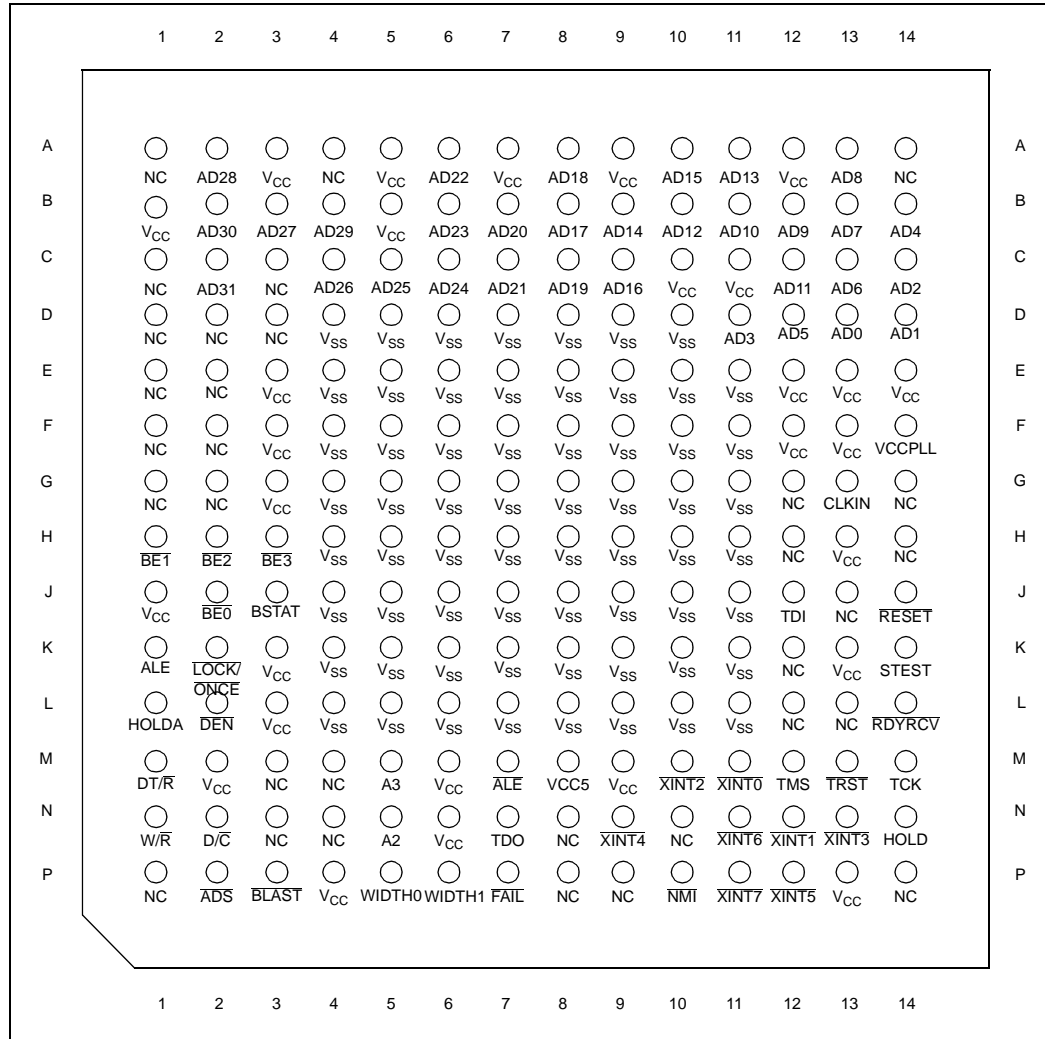 1 2 3 4 5 6 7 8 9 10 11 12 13 14
A A
NC AD28 VCC NC VCC AD22 VCC AD18 VCC AD15 AD13 VCC AD8 NC
B B
VCC AD30 AD27 AD29 VCC AD23 AD20 AD17 AD14 AD12 AD10 AD9 AD7 AD4
C C
NC AD31 NC AD26 AD25 AD24 AD21 AD19 AD16 VCC VCC AD11 AD6 AD2
D D
NC NC NC VSS VSS VSS VSS VSS VSS VSS AD3 AD5 AD0 AD1
E E
NC NC VCC VSS VSS VSS VSS VSS VSS VSS VSS VCC VCC VCC
F F
NC NC VCC VSS VSS VSS VSS VSS VSS VSS VSS VCC VCC VCCPLL
G G
NC NC VCC VSS VSS VSS VSS VSS VSS VSS VSS NC CLKIN NC
H H
BE1 BE2 BE3 VSS VSS VSS VSS VSS VSS VSS VSS NC VCC NC
J J
VCC BE0 BSTAT VSS VSS VSS VSS VSS VSS VSS VSS TDI NC RESET
K K
ALE LOCK/ VCC VSS VSS VSS VSS VSS VSS VSS VSS NC VCC STEST
ONCE
L L
HOLDA DEN VCC VSS VSS VSS VSS VSS VSS VSS VSS NC NC RDYRCV
M M
DT/R VCC NC NC A3 VCC ALE VCC5 VCC XINT2 XINT0 TMS TRST TCK
N N
W/R D/C NC NC A2 VCC TDO NC XINT4 NC XINT6 XINT1 XINT3 HOLD
P P
NC ADS BLAST VCC WIDTH0 WIDTH1 FAIL NC NC NMI XINT7 XINT5 VCC NC
1 2 3 4 5 6 7 8 9 10 11 12 13 14